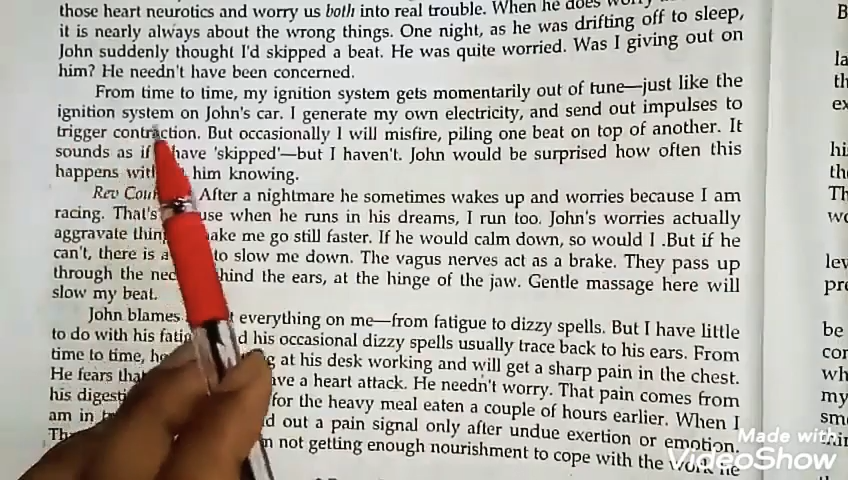 those heart neurotics and worry us both into real trouble. When he does worry
it is nearly always about the wrong things. One night, as he was drifting off to sleep,
John suddenly thought I'd skipped a beat. He was quite worried. Was I giving out on
him? He needn't have been concerned.
From time to time, my ignition system gets momentarily out of tune—just like the
ignition system on John's car. I generate my own electricity, and send out impulses to
trigger contraction. But occasionally I will misfire, piling one beat on top of another. It
sounds as if have 'skipped'—but I haven't. John would be surprised how often this
happens him knowing.
Rev After a nightmare he sometimes wakes up and worries because I am
racing. That's when he runs in his dreams, I run too. John's worries actually
aggravate make me go still faster. If he would calm down, so would I .But if he
can't, there is a to slow me down. The vagus nerves act as a brake. They pass up
through the behind the ears, at the hinge of the jaw. Gentle massage here will
slow my beat.
John blames everything on me—from fatigue to dizzy spells. But I have little
to do with his his occasional dizzy spells usually trace back to his ears. From
time to time, at his desk working and will get a sharp pain in the chest.
He fears have a heart attack. He needn't worry. That pain comes from
his for the heavy meal eaten a couple of hours earlier. When I
am in out a pain signal only after undue exertion or emotion.
not getting enough nourishment to cope with the work he
B
la
th
ex
hi
th
Th
wo
lev
pre
be
cor
wh
my
sm
Made with
VideoShow